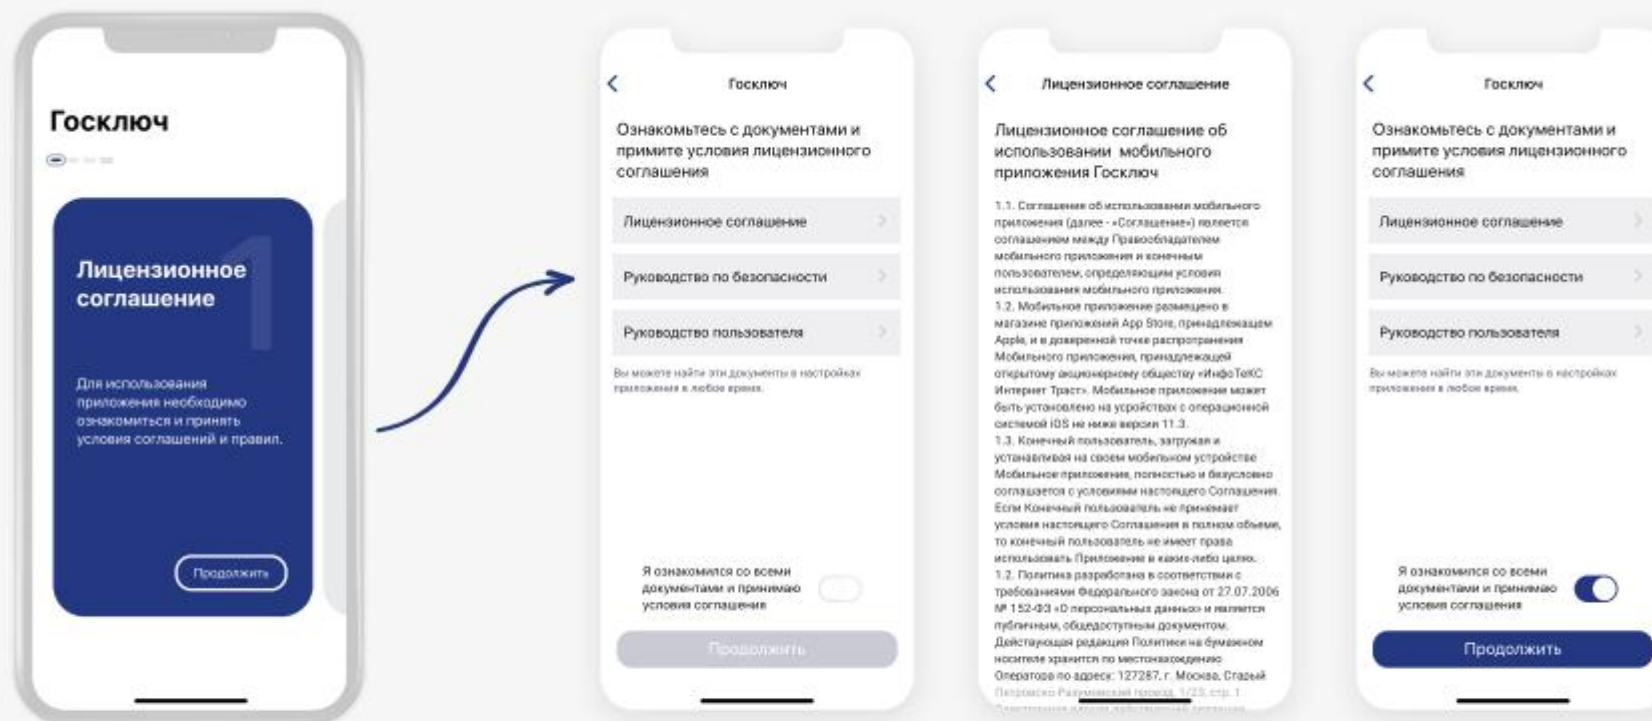 Госключ
1
Лицензионное
соглашение
Для использования
приложения необходимо
ознакомиться и принять
условия соглашений и правил.
Продолжить
Госключ
Ознакомьтесь с документами и
примите условия лицензионного
соглашения
Лицензионное соглашение
Руководство по безопасности
Руководство пользователя
Вы можете найти эти документы в настройках
приложения в любое время.
Я ознакомился со всеми
документами и принимаю
условия соглашения
Продолжить
Лицензионное соглашение
Лицензионное соглашение об
использовании мобильного
приложения Госключ
1.1. Соглашение об использовании мобильного
приложения (далее - «Соглашение») является
соглашением между Правообладателем
мобильного приложения и конечным
пользователем, определяющим условия
использования мобильного приложения.
1.2. Мобильное приложение размещено в
магазине приложений App Store, принадлежащем
Apple, и в доверенной точке распротранения
Мобильного приложения, принадлежащей
открытому акционерному обществу «ИнфоТеКС
Интернет Траст». Мобильное приложение может
быть установлено на усройствах с операционной
системой iOS не ниже версии 11.3.
1.3. Конечный пользователь, загружая и
устанавливая на своем мобильном устройстве
Мобильное приложение, полностью и безусловно
соглашается с условиями настоящего Соглашения.
Если Конечный пользователь не принемает
условия настоящего Соглашения в полном объеме,
то конечный пользователь не имеет права
использовать Приложение в каких-либо целях.
1.2. Политика разработана в соответствии с
требованиями Федерального закона от 27.07.2006
№ 152-ФЗ «О персональных данных» и является
публичным, общедоступным документом.
Действующая редакция Политики на бумажном
носителе хранится по местонахождению
Оператора по адресу: 127287, г. Москва, Старый
Петровско-Разумовский проезд, 1/23, стр. 1
Госключ
Ознакомьтесь с документами и
примите условия лицензионного
соглашения
Лицензионное соглашение
Руководство по безопасности
Руководство пользователя
Вы можете найти эти документы в настройках
приложения в любое время.
Я ознакомился со всеми
документами и принимаю
условия соглашения
Продолжить